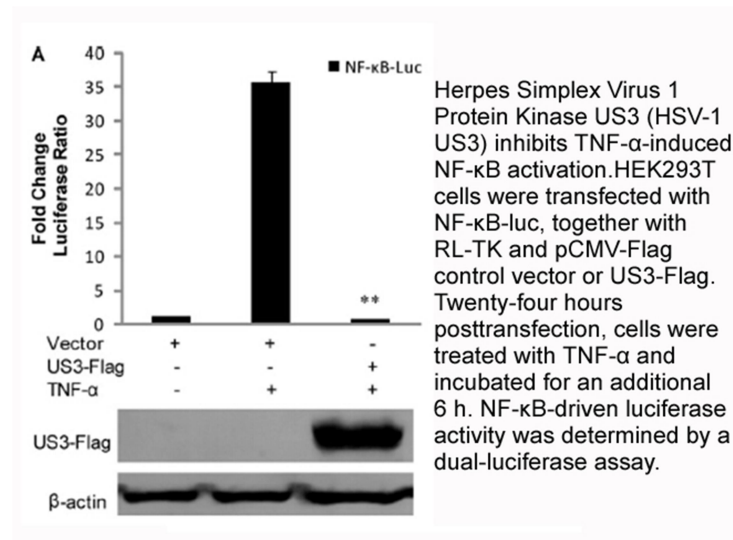 A
40
35
30
25
20
15
10
5
0
Fold Change
Luciferase Ratio
NF-κB-Luc
**
Vector + + -
US3-Flag - - +
TNF-α - + +
US3-Flag
β-actin
Herpes Simplex Virus 1
Protein Kinase US3 (HSV-1
US3) inhibits TNF-α-induced
NF-κB activation.HEK293T
cells were transfected with
NF-κB-luc, together with
RL-TK and pCMV-Flag
control vector or US3-Flag.
Twenty-four hours
posttransfection, cells were
treated with TNF-α and
incubated for an additional
6 h. NF-κB-driven luciferase
activity was determined by a
dual-luciferase assay.